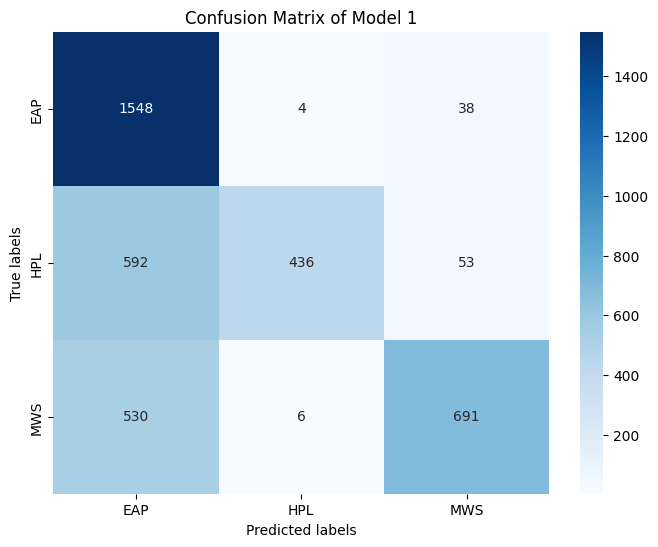 Confusion Matrix of Model 1
True labels
EAP
1548
4
38
HPL
592
436
53
MWS
530
6
691
EAP
HPL
MWS
Predicted labels
1400
1200
1000
800
600
400
200